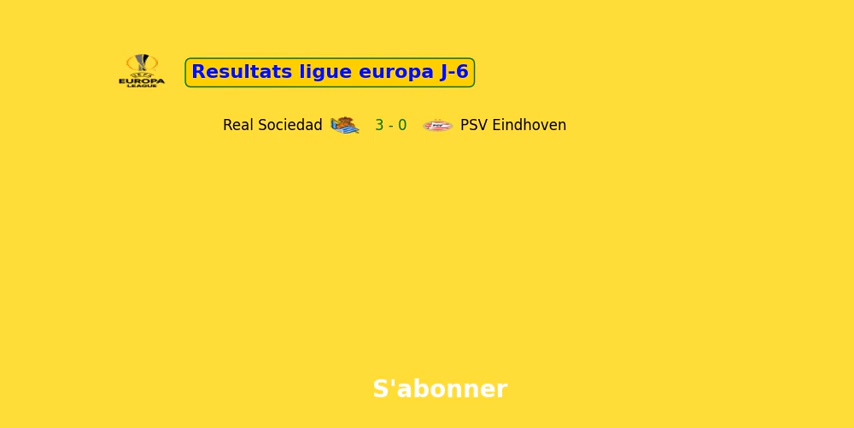 EUROPA
LEAGUE
Resultats ligue europa J-6
Real Sociedad 3 - 0 PSV Eindhoven
S'abonner